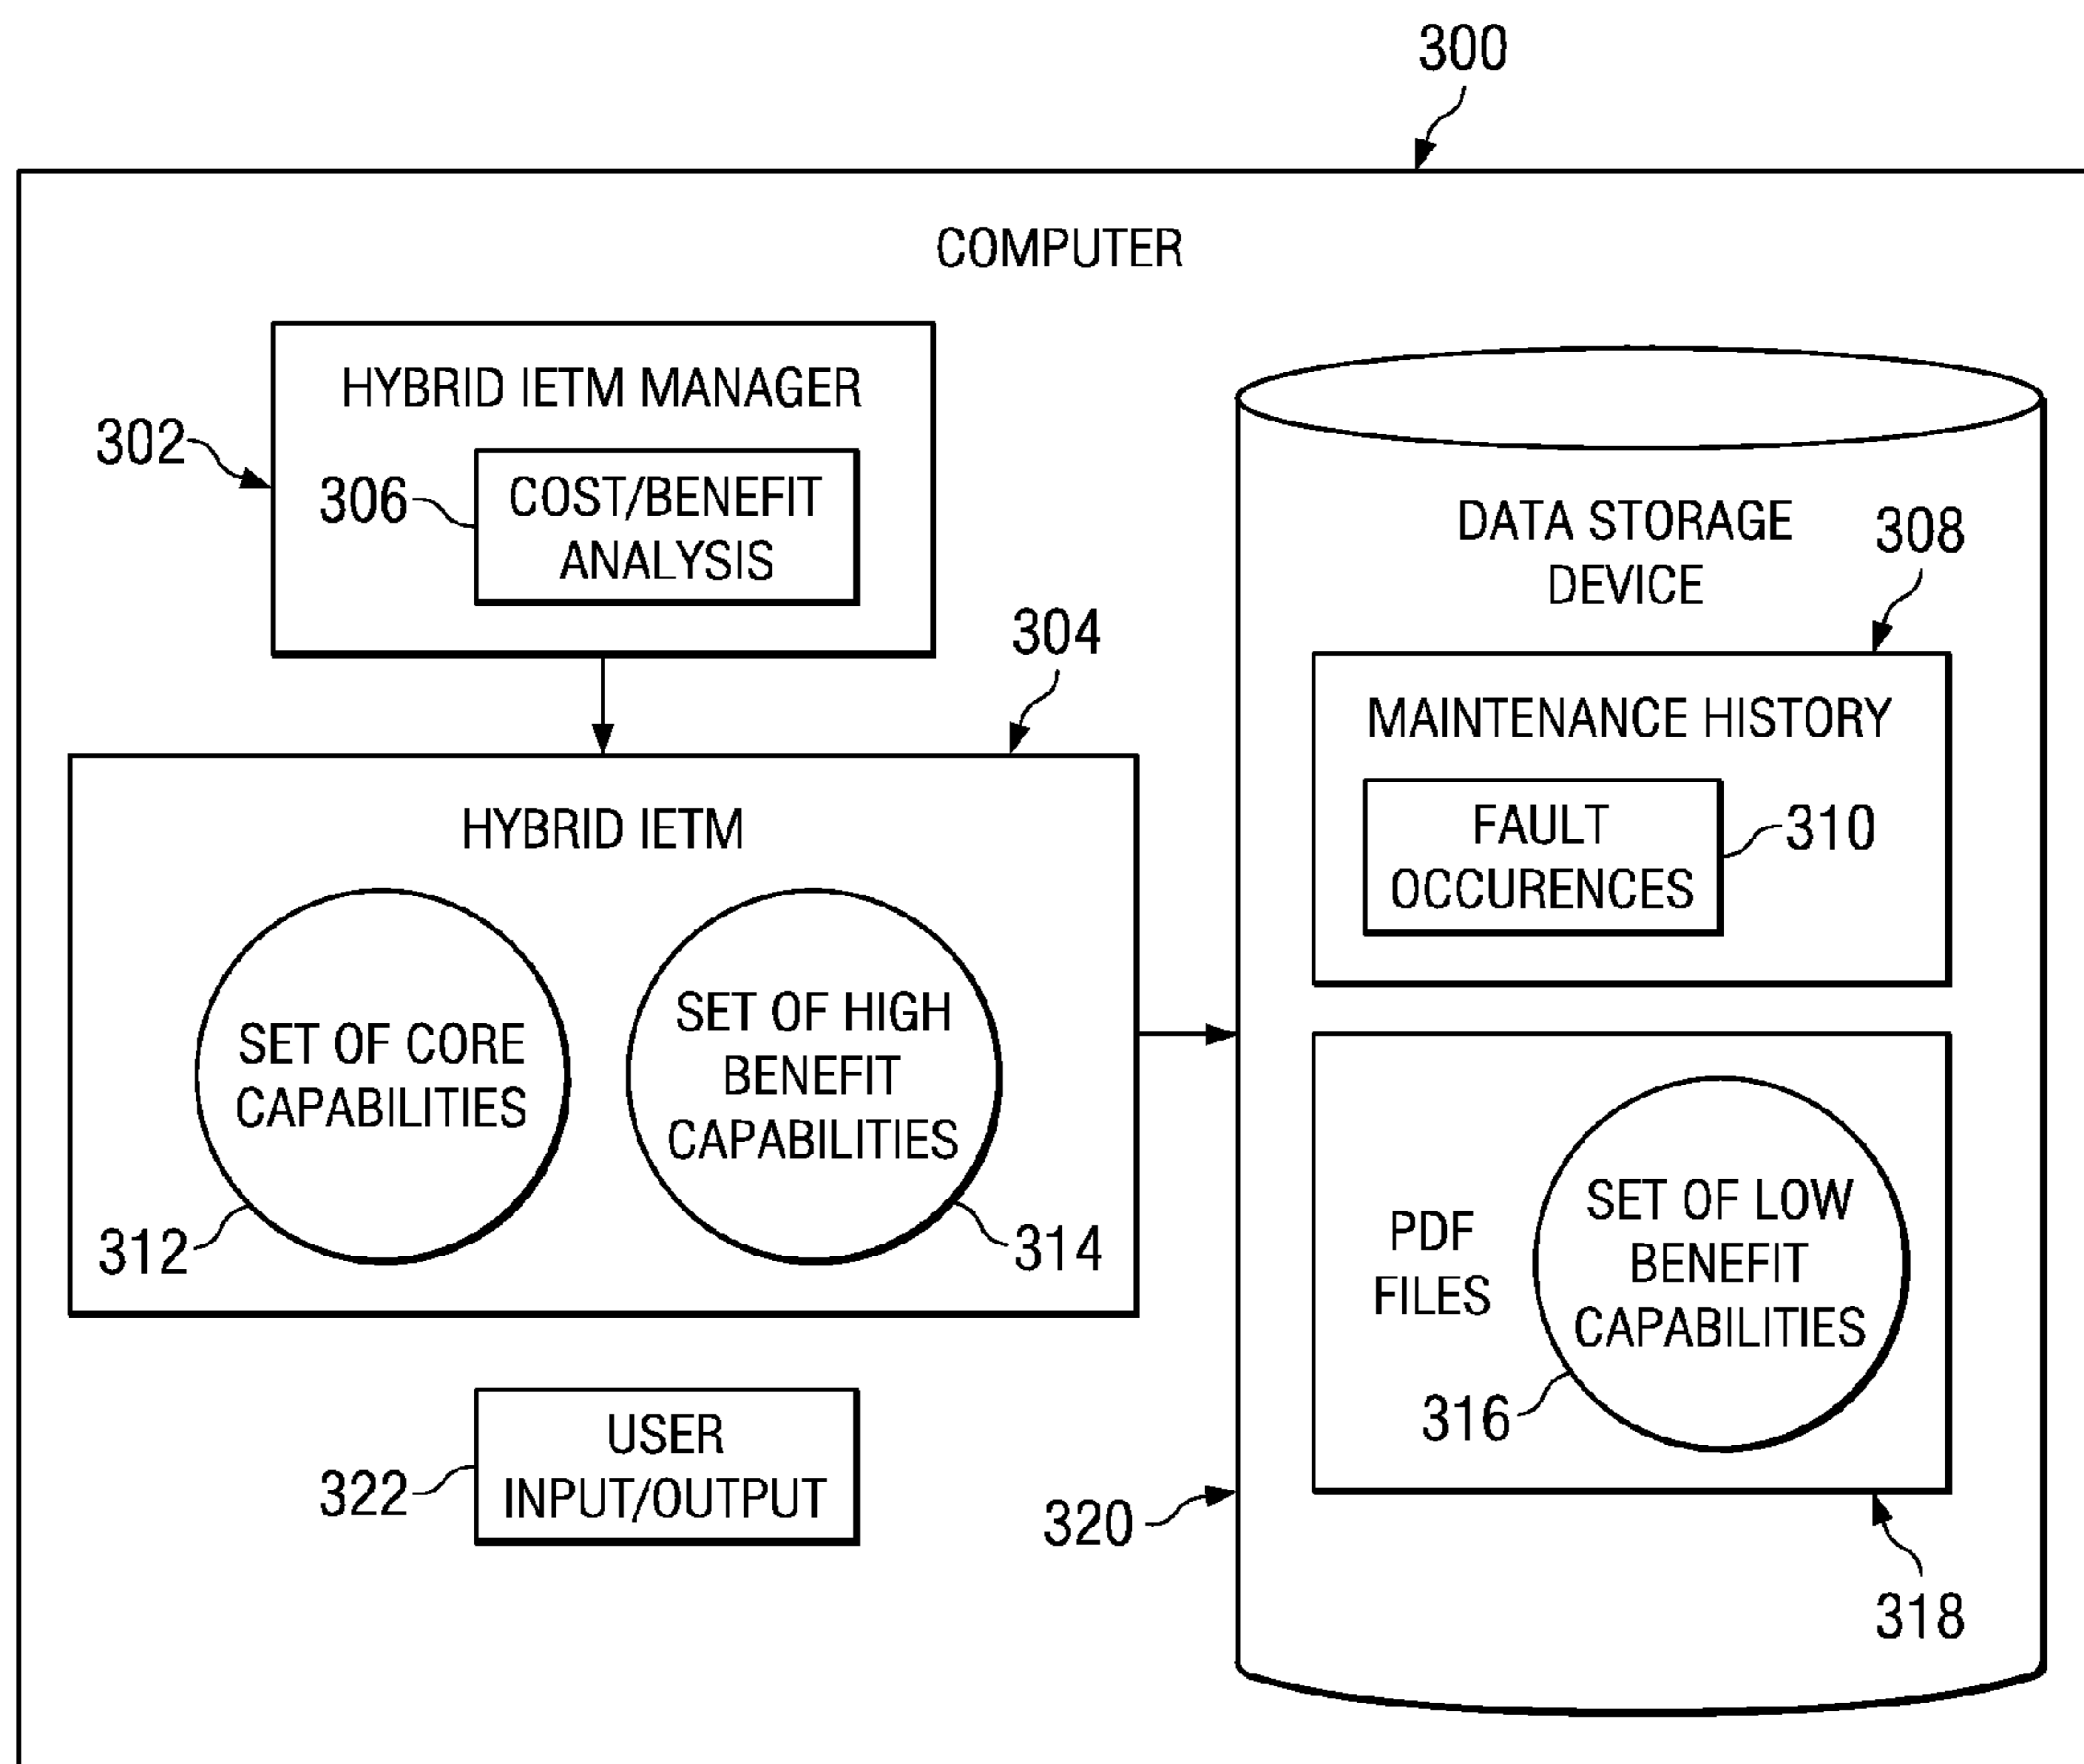 300
COMPUTER
HYBRID IETM MANAGER
302
306
COST/BENEFIT
ANALYSIS
304
HYBRID IETM
SET OF CORE
CAPABILITIES
312
SET OF HIGH
BENEFIT
CAPABILITIES
314
USER
INPUT/OUTPUT
322
DATA STORAGE
DEVICE
308
MAINTENANCE HISTORY
FAULT
OCCURENCES
310
PDF
FILES
SET OF LOW
BENEFIT
CAPABILITIES
316
320
318